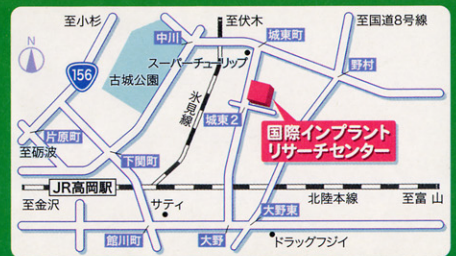 至小杉
至伏木
至国道8号線
N
中川
城東町
スーパーチューリップ
野村
156
古城公園
氷見線
城東2
国際インプラント
リサーチセンター
片原町
至砺波
下関町
JR高岡駅
至金沢
サティ
北陸本線
至富山
大野東
館川町
大野
ドラッグフジイ